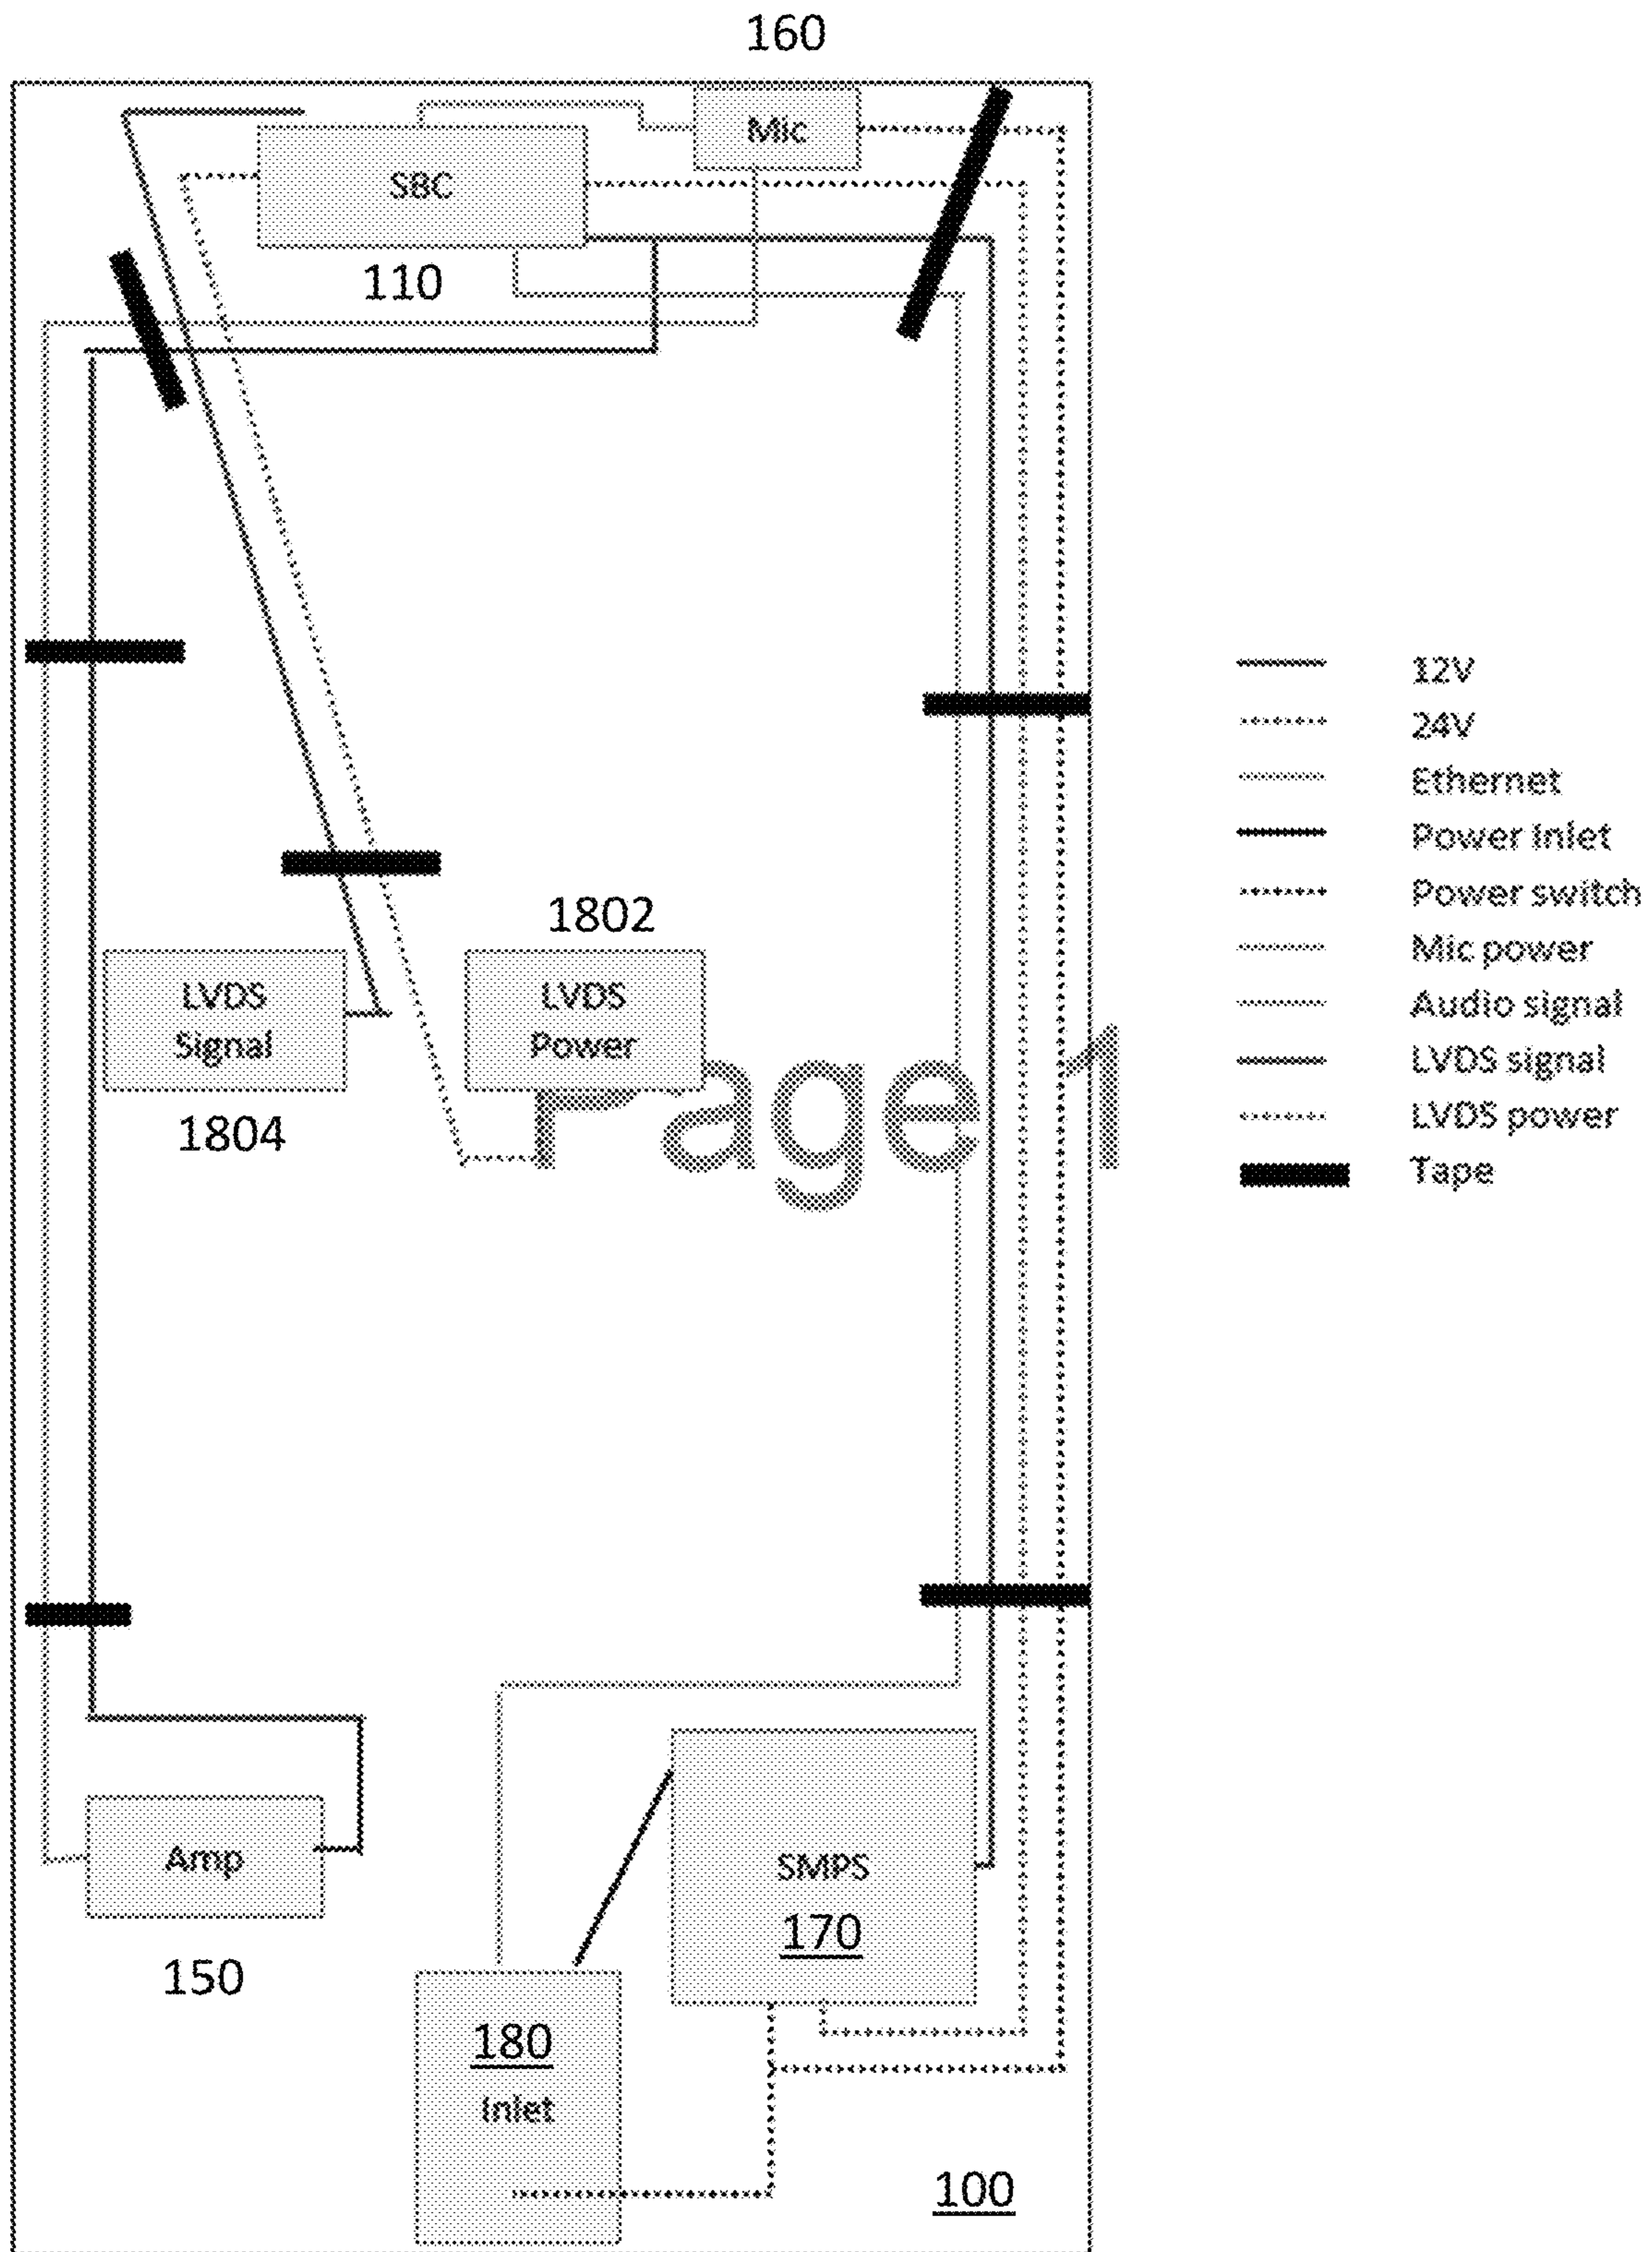 160
Mic
SBC
110
12V
24V
Ethernet
Power Inlet
Power switch
Mic power
Audio signal
LVDS signal
LVDS power
Tape
1802
LVDS
Signal
LVDS
Power
1804
Page 1
Amp
150
SMPS
170
180
Inlet
100